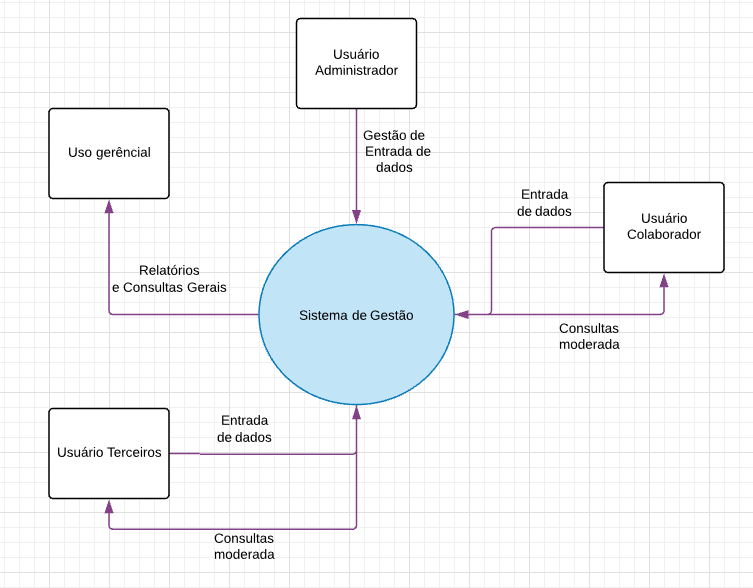 Usuário
Administrador
Gestão de
Entrada de
dados
Uso gerêncial
Entrada
de dados
Usuário
Colaborador
Relatórios
e Consultas Gerais
Sistema de Gestão
Consultas
moderada
Entrada
de dados
Usuário Terceiros
Consultas
moderada